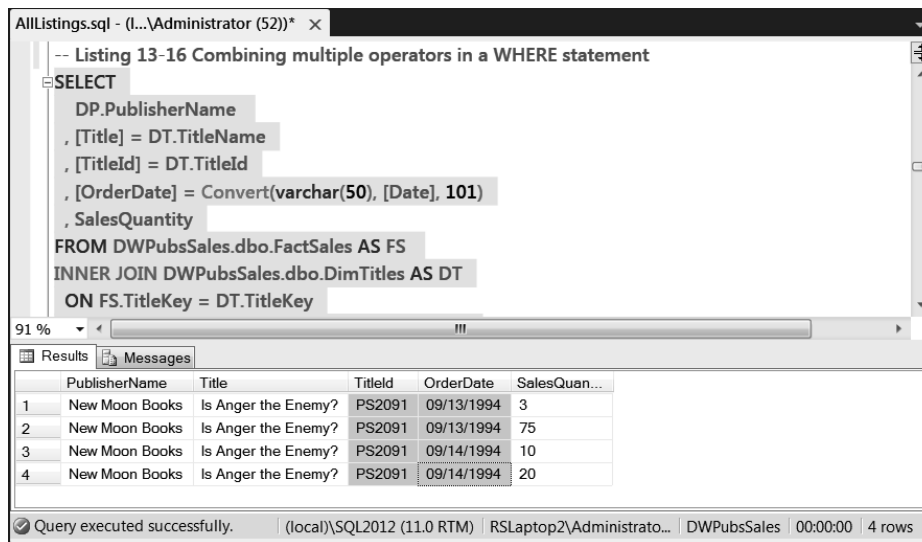 AllListings.sql - (l...\Administrator (52))* ×
-- Listing 13-16 Combining multiple operators in a WHERE statement
SELECT
DP.PublisherName
, [Title] = DT.TitleName
, [TitleId] = DT.TitleId
, [OrderDate] = Convert(varchar(50), [Date], 101)
, SalesQuantity
FROM DWPubsSales.dbo.FactSales AS FS
INNER JOIN DWPubsSales.dbo.DimTitles AS DT
ON FS.TitleKey = DT.TitleKey
91 %
Results Messages
PublisherName Title TitleId OrderDate SalesQuan...
1 New Moon Books Is Anger the Enemy? PS2091 09/13/1994 3
2 New Moon Books Is Anger the Enemy? PS2091 09/13/1994 75
3 New Moon Books Is Anger the Enemy? PS2091 09/14/1994 10
4 New Moon Books Is Anger the Enemy? PS2091 09/14/1994 20
Query executed successfully. (local)\SQL2012 (11.0 RTM) RSLaptop2\Administrato... DWPubsSales 00:00:00 4 rows